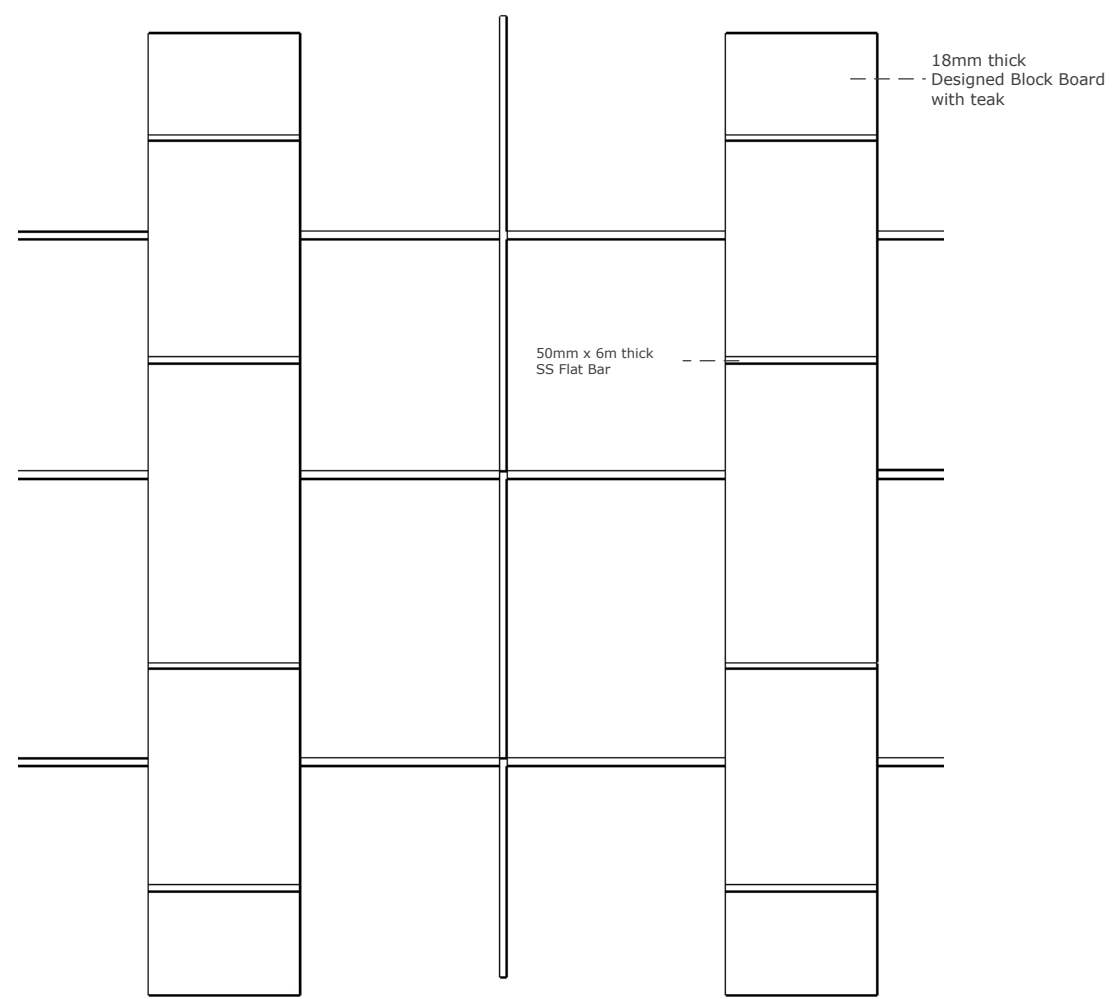 18mm thick
Designed Block Board
with teak
50mm x 6m thick
SS Flat Bar